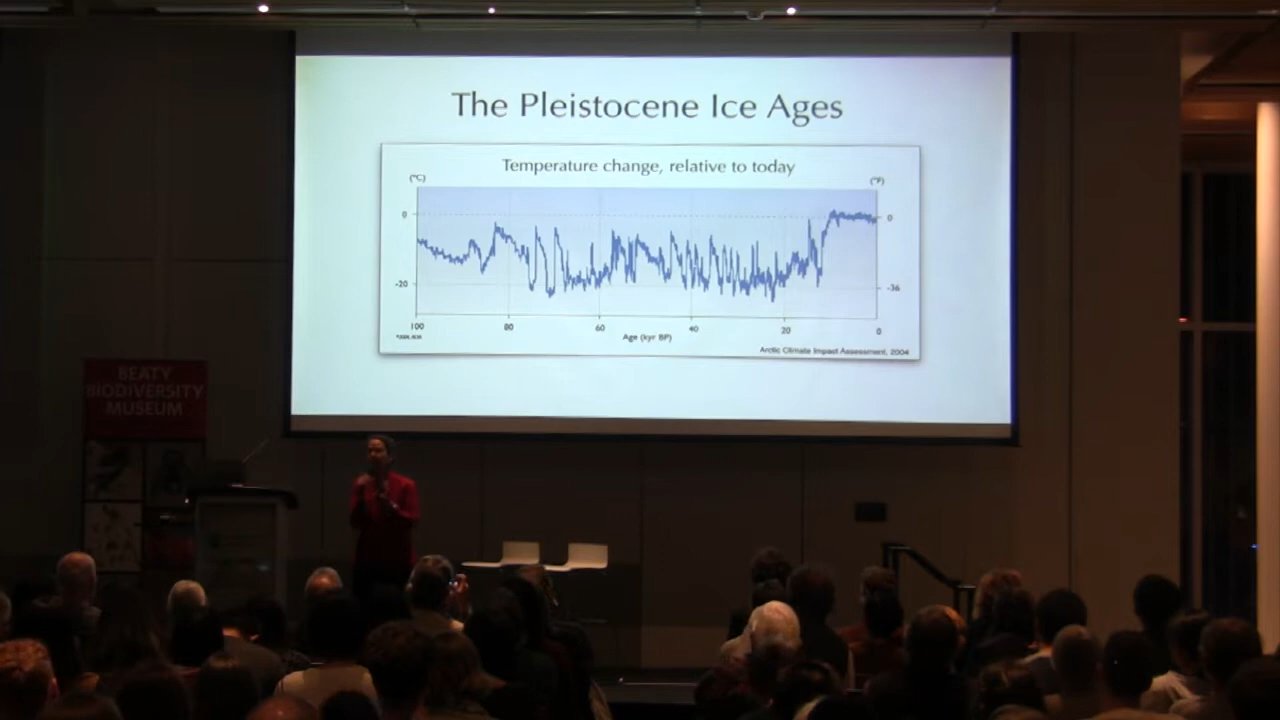 The Pleistocene Ice Ages
Temperature change, relative to today
(°C)
(°F)
0
0
-20
-36
100
80
60
40
20
0
Age (kyr BP)
Arctic Climate Impact Assessment, 2004
BEATY
BIODIVERSITY
MUSEUM